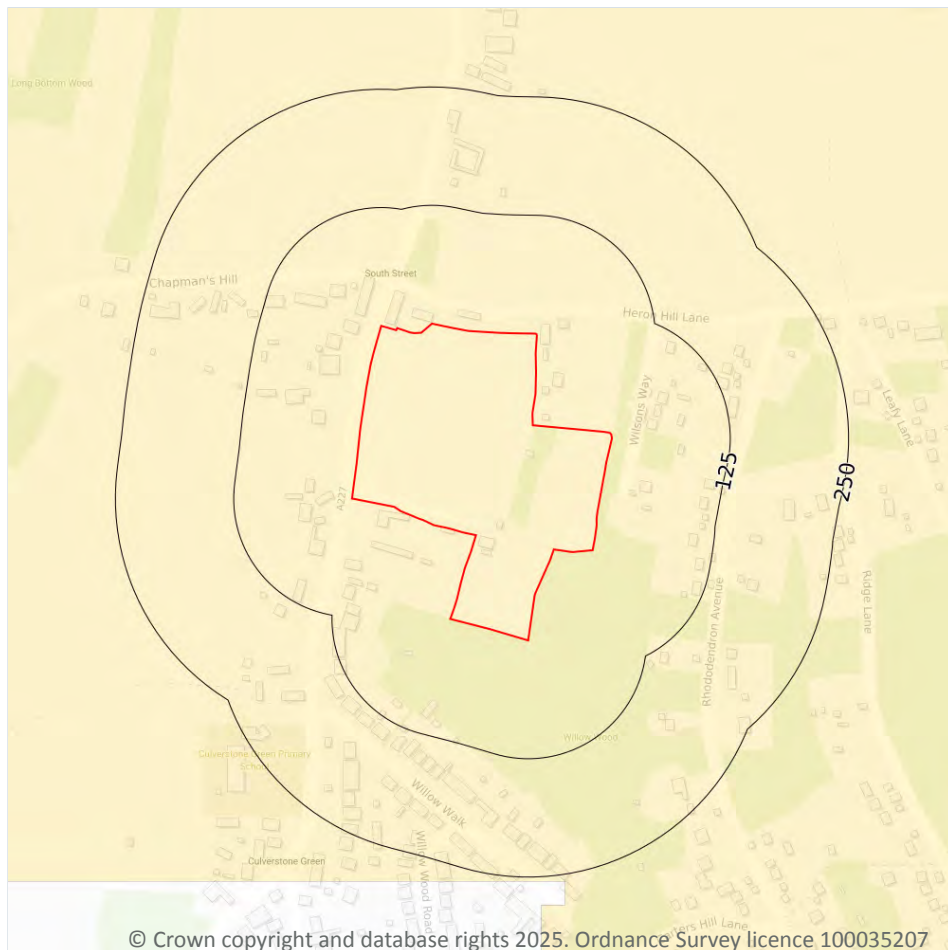 Long Bottom Wood
South Street
Chapman's Hill
Heron Hill Lane
Wilsons Way
Leafy Lane
125
250
A227
Ridge Lane
Rhododendron Avenue
Willow Wood
Culverstone Green Primary
School
Willow Walk
Willow Wood Road
Culverstone Green
Hill Lane
© Crown copyright and database rights 2025. Ordnance Survey licence 100035207